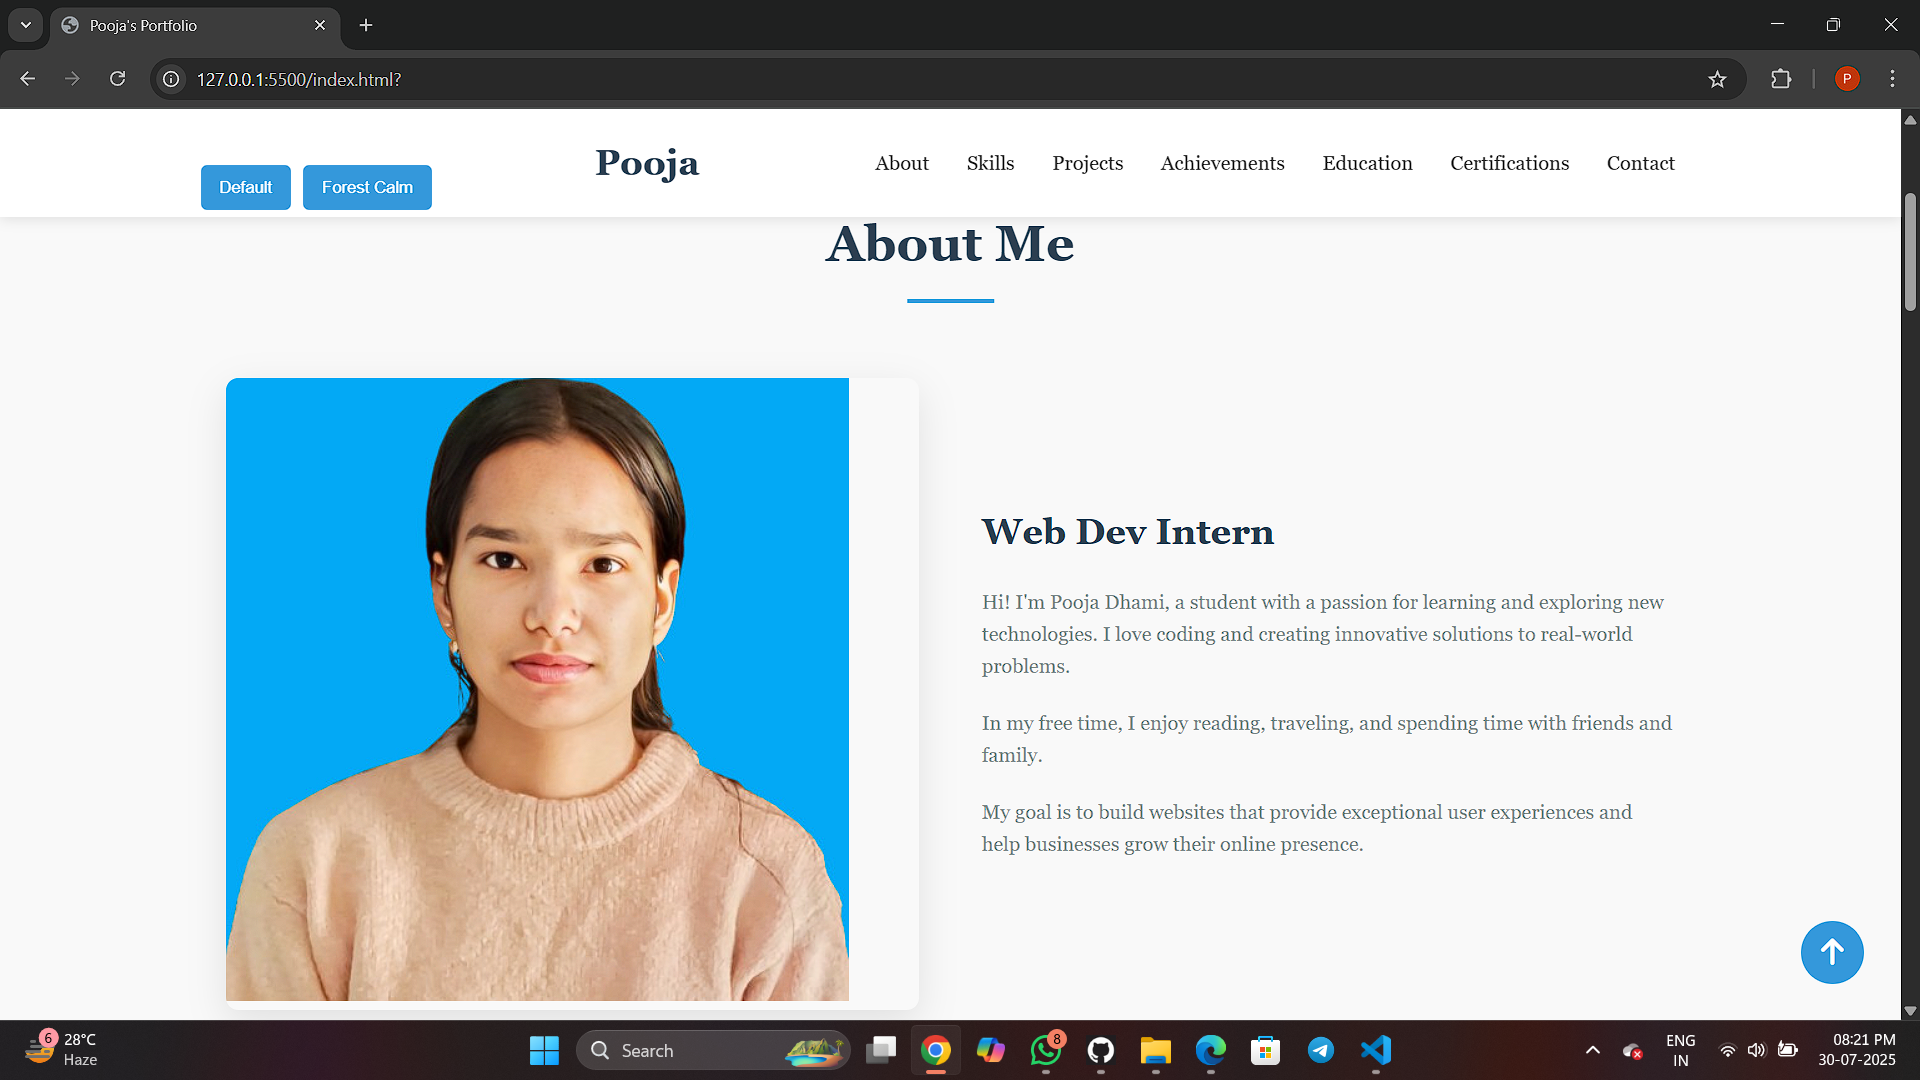 Pooja's Portfolio
127.0.0.1:5500/index.html?
P
Default
Forest Calm
Pooja
About
Skills
Projects
Achievements
Education
Certifications
Contact
About Me
Web Dev Intern
Hi! I'm Pooja Dhami, a student with a passion for learning and exploring new
technologies. I love coding and creating innovative solutions to real-world
problems.
In my free time, I enjoy reading, traveling, and spending time with friends and
family.
My goal is to build websites that provide exceptional user experiences and
help businesses grow their online presence.
6
28°C
Haze
Search
8
ENG
IN
08:21 PM
30-07-2025